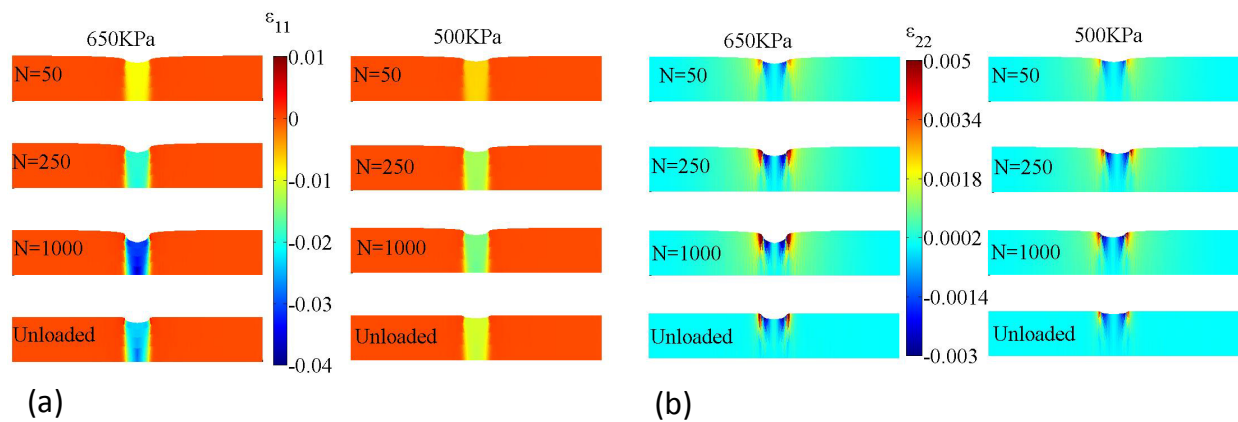 650KPa
ε11
500KPa
0.01
N=50
N=50
0
N=250
N=250
-0.01
-0.02
N=1000
N=1000
-0.03
Unloaded
Unloaded
-0.04
(a)
650KPa
ε22
500KPa
0.005
N=50
N=50
0.0034
N=250
N=250
0.0018
0.0002
N=1000
N=1000
-0.0014
Unloaded
Unloaded
-0.003
(b)